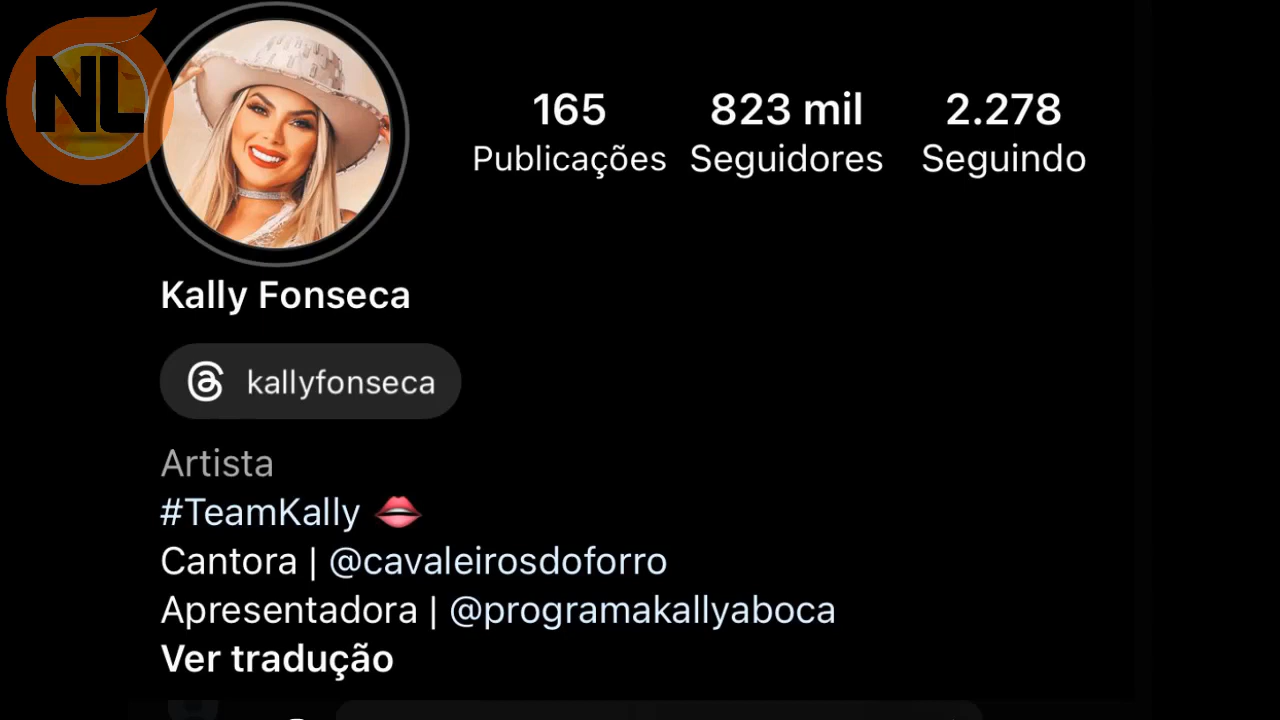 NL
165 823 mil 2.278
Publicações Seguidores Seguindo
Kally Fonseca
kallyfonseca
Artista
#TeamKally 👄
Cantora | @cavaleirosdoforro
Apresentadora | @programakallyaboca
Ver tradução